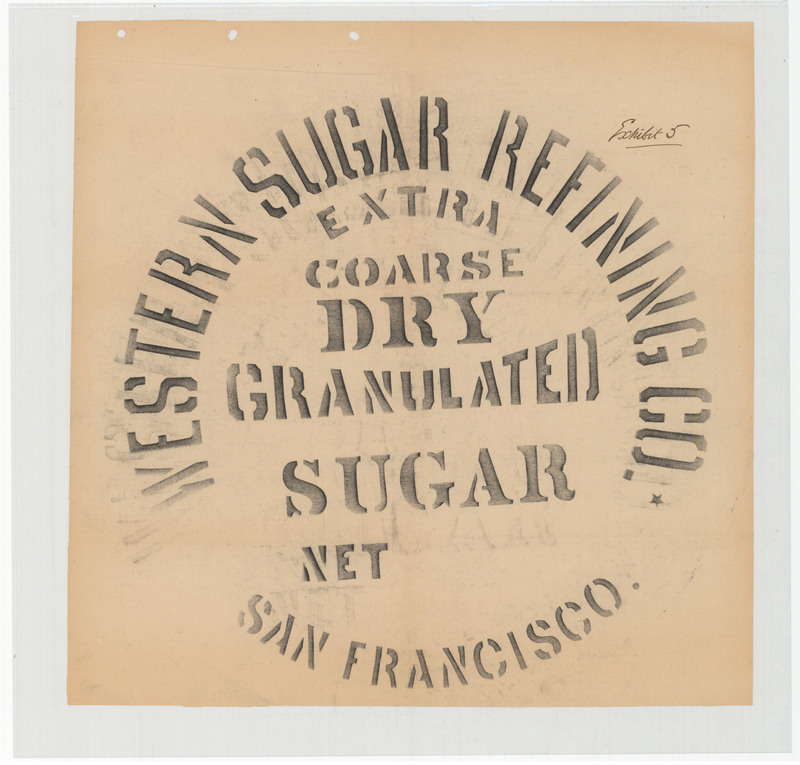 Exhibit 5
WESTERN SUGAR REFINING CO.
EXTRA
COARSE
DRY
GRANULATED
SUGAR
NET
SAN FRANCISCO.